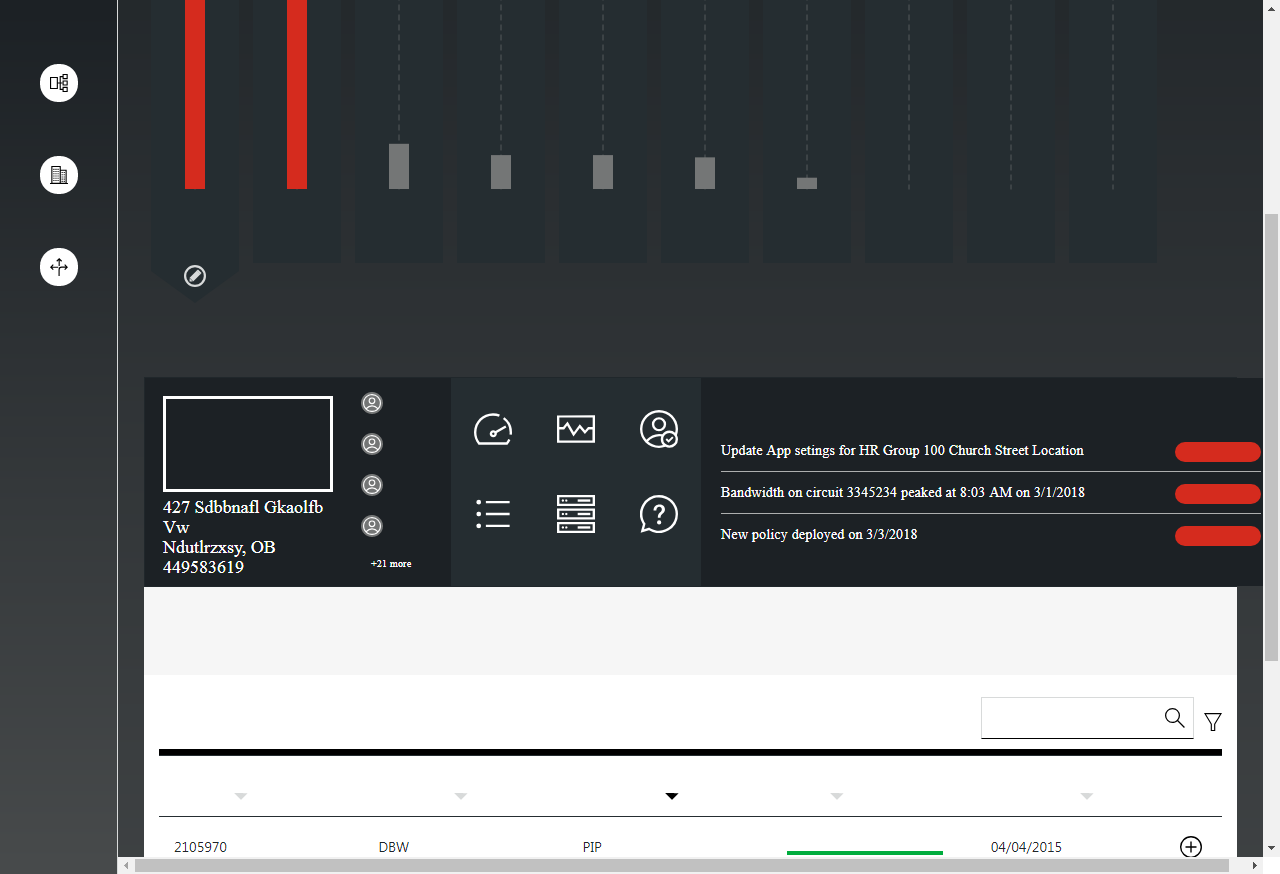 427 Sdbbnafl Gkaolfb
Vw
Ndutlrzxsy, OB
449583619
+21 more
Update App setings for HR Group 100 Church Street Location
Bandwidth on circuit 3345234 peaked at 8:03 AM on 3/1/2018
New policy deployed on 3/3/2018
2105970 DBW PIP 04/04/2015